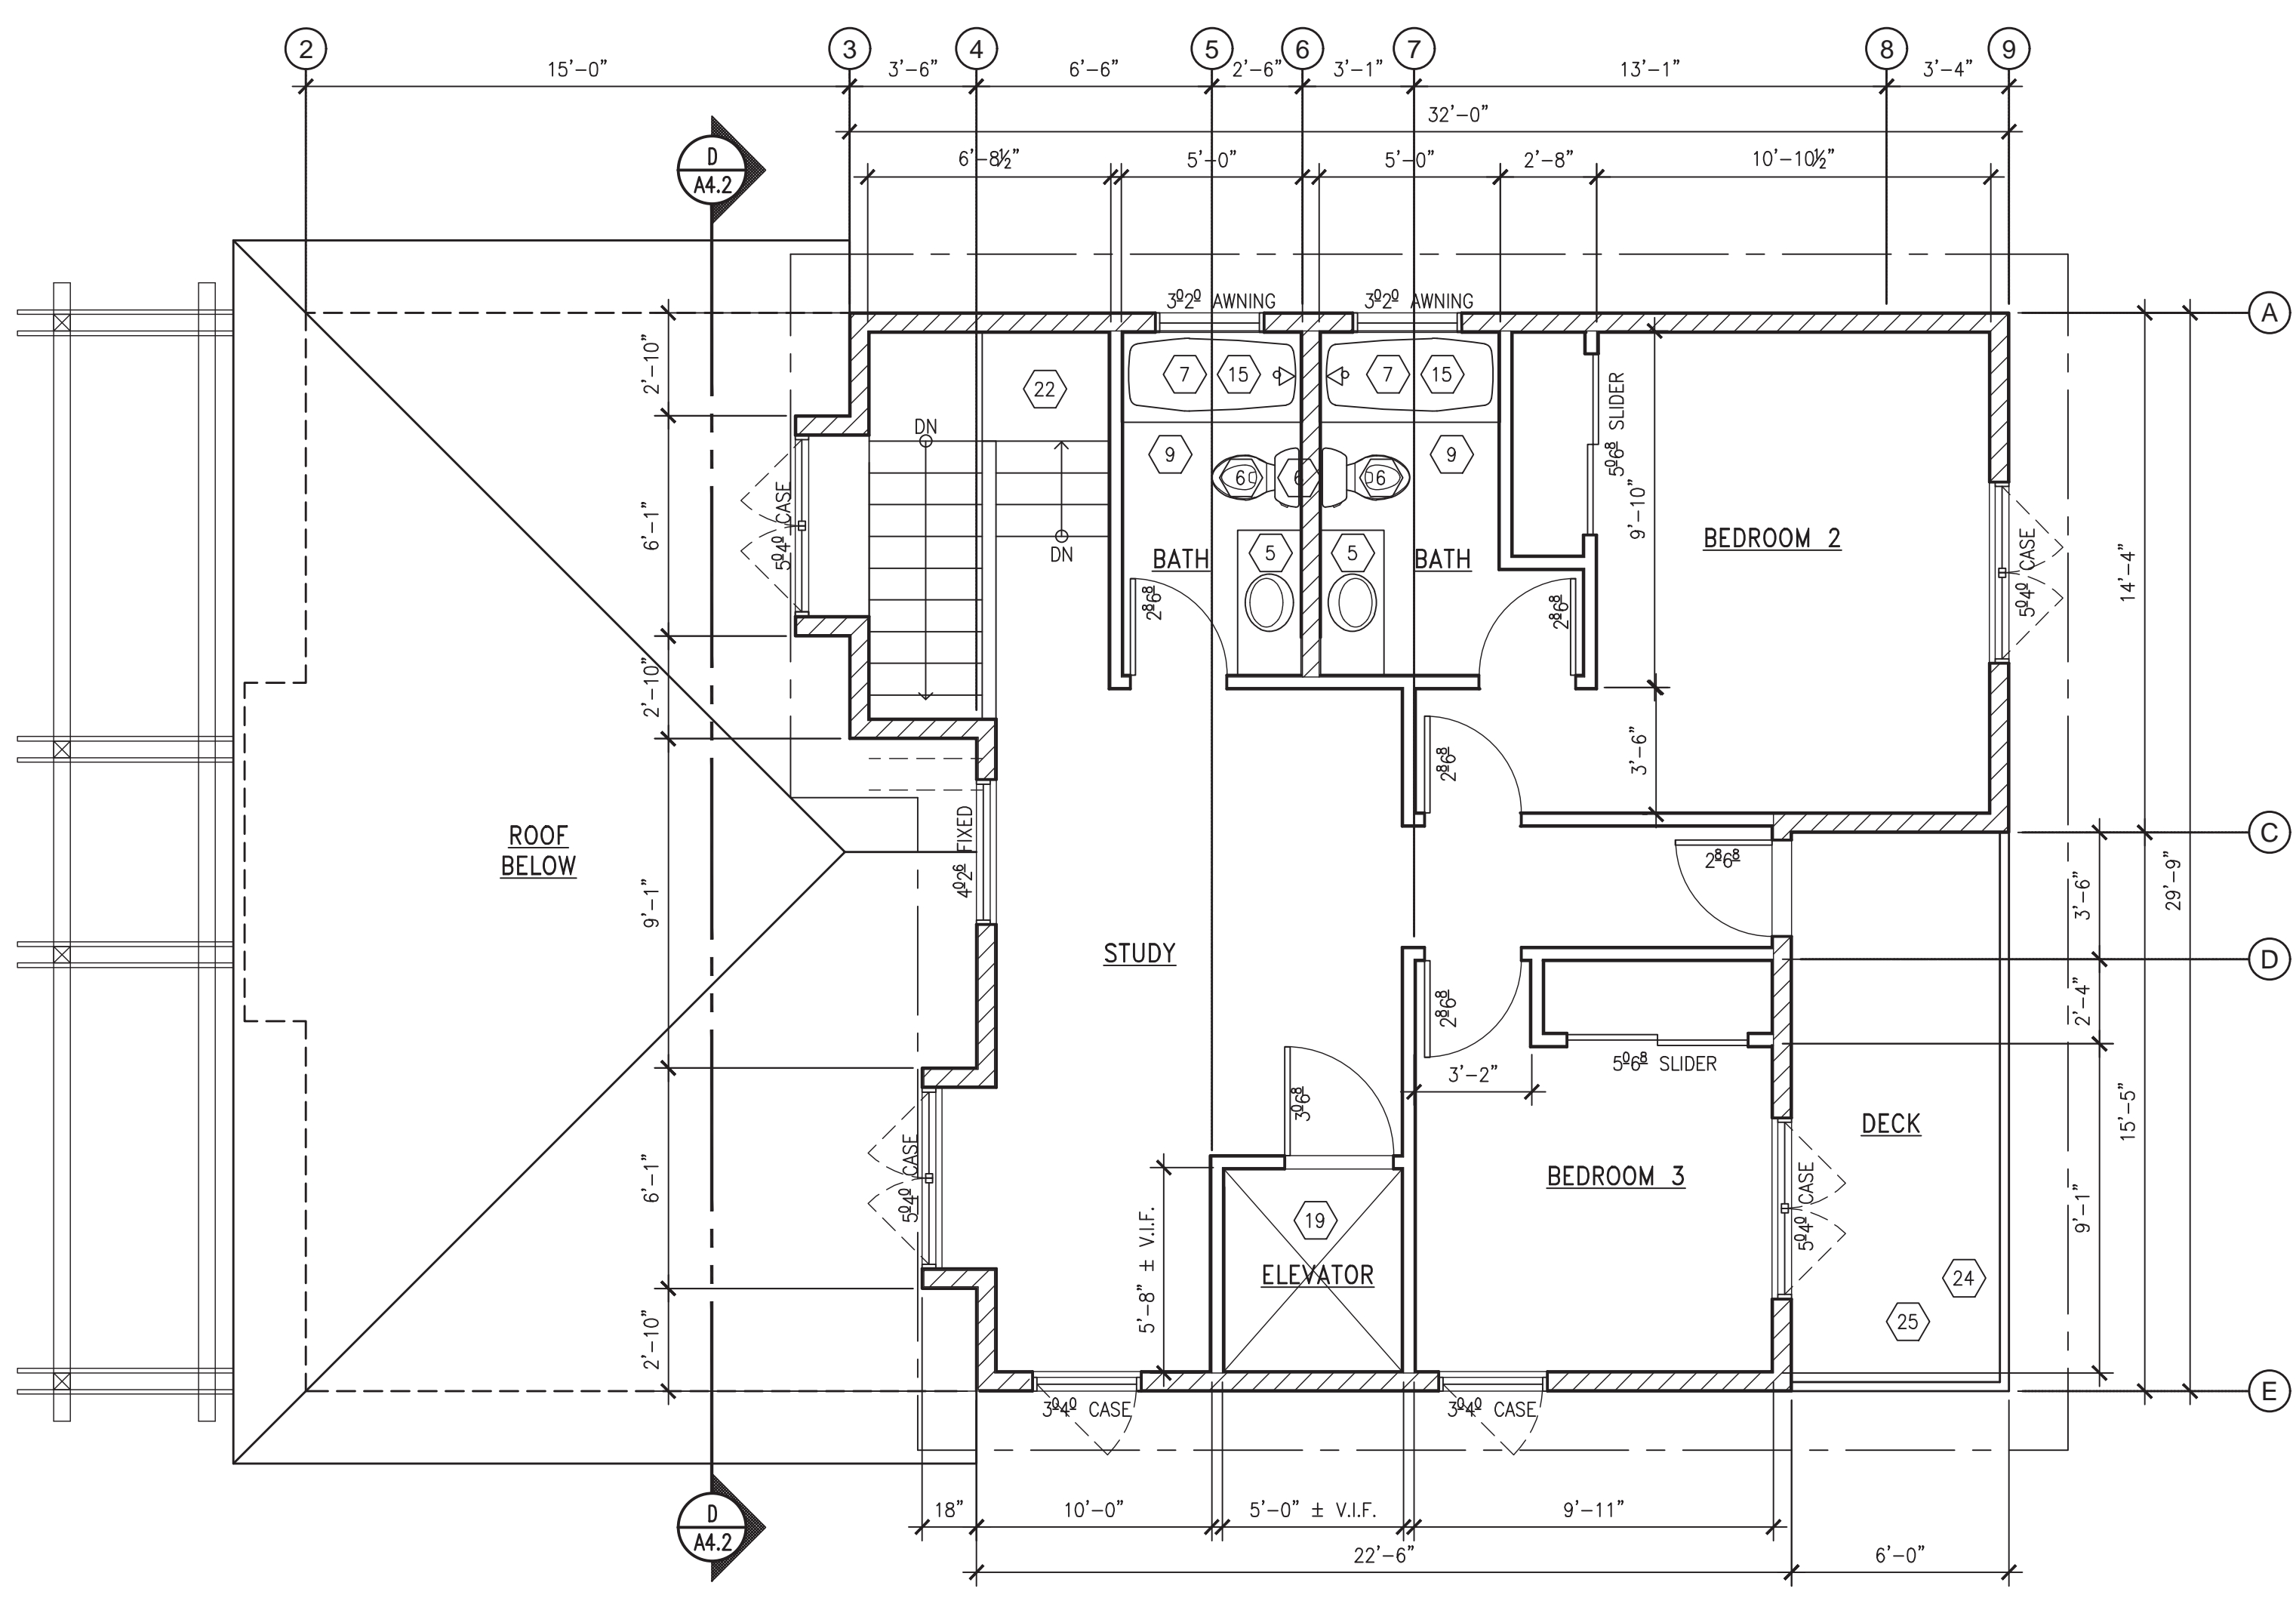 2 3 4 5 6 7 8 9
15’–0” 3’–6” 6’–6” 2’–6” 3’–1” 13’–1” 3’–4”
32’–0”
6’–8½” 5’–0” 5’–0” 2’–8” 10’–10½”
D
A4.2
3⁰2⁰ AWNING 3⁰2⁰ AWNING
A
2’–10”
7 15 7 15
22
5⁰6⁸ SLIDER
DN
9 9
6 6 6
5⁰4⁰ CASE
6’–1”
9’–10”
BEDROOM 2
DN
BATH 5 5 BATH
5⁰4⁰ CASE
14’–4”
2⁸6⁸ 2⁸6⁸
2’–10”
2⁸6⁸
3’–6”
ROOF
BELOW
4⁰2⁶ FIXED
2⁸6⁸
C
9’–1”
3’–6”
29’–9”
STUDY
D
2⁸6⁸
2’–4”
5⁰6⁸ SLIDER
3’–2”
3⁰6⁸
DECK
15’–5”
5⁰4⁰ CASE
6’–1”
BEDROOM 3
5⁰4⁰ CASE
9’–1”
19
5’–8” ± V.I.F.
ELEVATOR
24
25
2’–10”
E
3⁰4⁰ CASE 3⁰4⁰ CASE
18” 10’–0” 5’–0” ± V.I.F. 9’–11”
D
A4.2
22’–6” 6’–0”